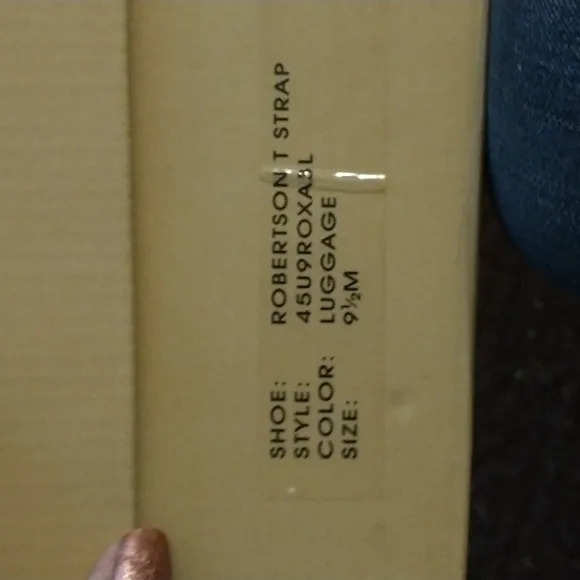 SHOE: ROBERTSON T STRAP
STYLE: 45U9ROXA3L
COLOR: LUGGAGE
SIZE: 9½M